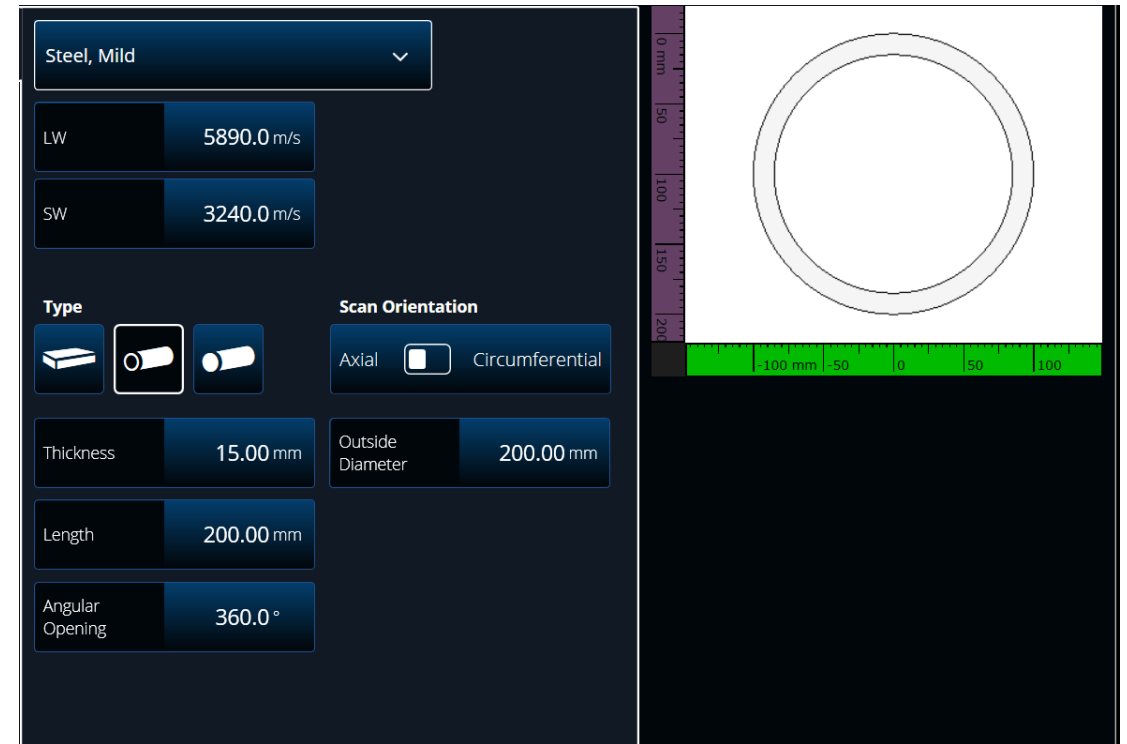 Steel, Mild
LW 5890.0 m/s
SW 3240.0 m/s
Type
Scan Orientation
Axial Circumferential
Thickness 15.00 mm
Outside
Diameter 200.00 mm
Length 200.00 mm
Angular
Opening 360.0 °
0 mm
50
100
150
200
-100 mm -50 0 50 100